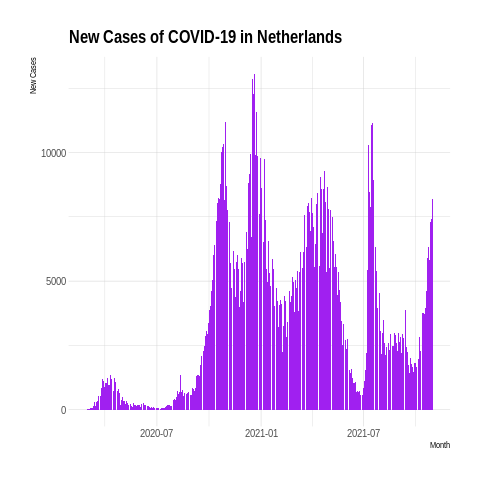 New Cases of COVID-19 in Netherlands
New Cases
10000
5000
0
2020-07
2021-01
2021-07
Month